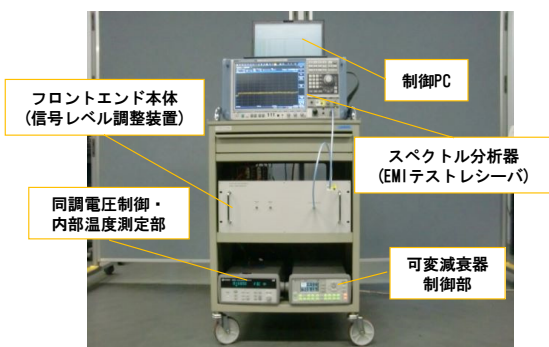 制御PC
フロントエンド本体
(信号レベル調整装置)
スペクトル分析器
(EMIテストレシーバ)
同調電圧制御・
内部温度測定部
可変減衰器
制御部